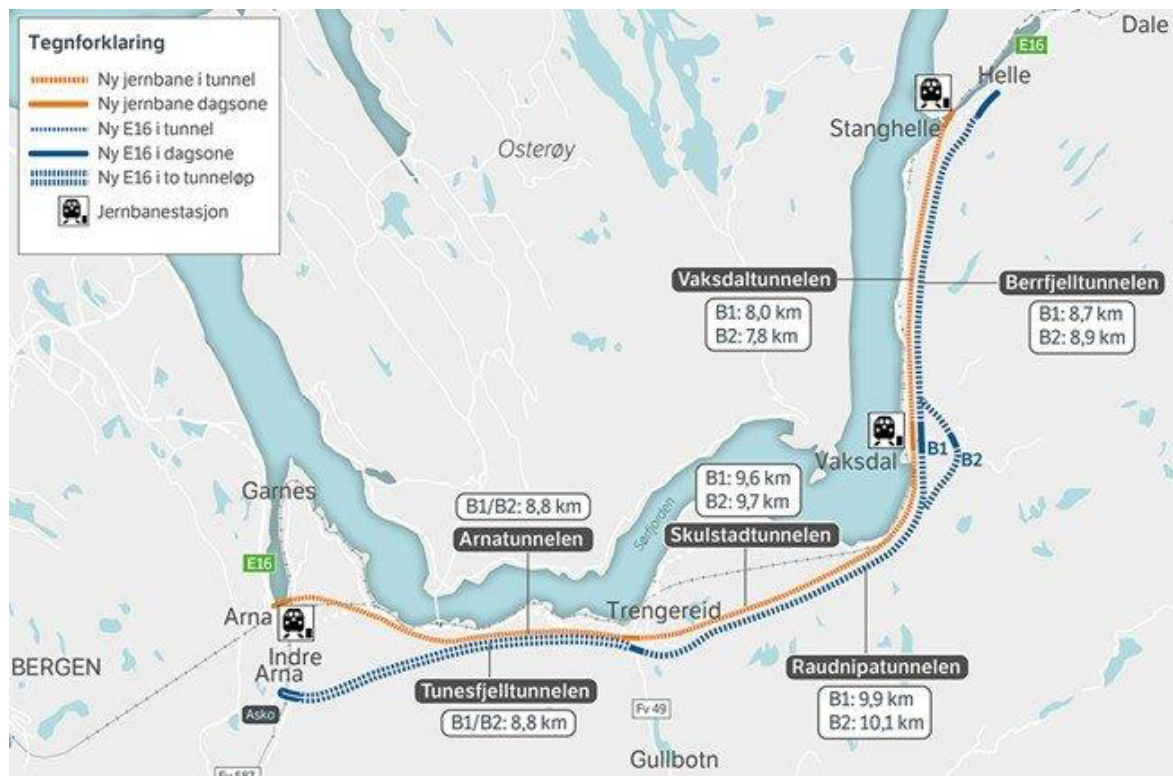 Tegnforklaring
Ny jernbane i tunnel
Ny jernbane dagsone
Ny E16 i tunnel
Ny E16 i dagsone
Ny E16 i to tunneløp
Jernbanestasjon
Dale
E16
Helle
Stanghelle
Osterøy
Vaksdaltunnelen
B1: 8,0 km
B2: 7,8 km
Berrfjelltunnelen
B1: 8,7 km
B2: 8,9 km
Vaksdal
B1
B2
Garnes
B1/B2: 8,8 km
Arnatunnelen
Sørfjorden
B1: 9,6 km
B2: 9,7 km
Skulstadtunnelen
E16
Arna
Indre
Arna
Trengereid
BERGEN
Tunesfjelltunnelen
B1/B2: 8,8 km
Raudnipatunnelen
B1: 9,9 km
B2: 10,1 km
Asko
Fv 49
Gullbotn
Fv 587